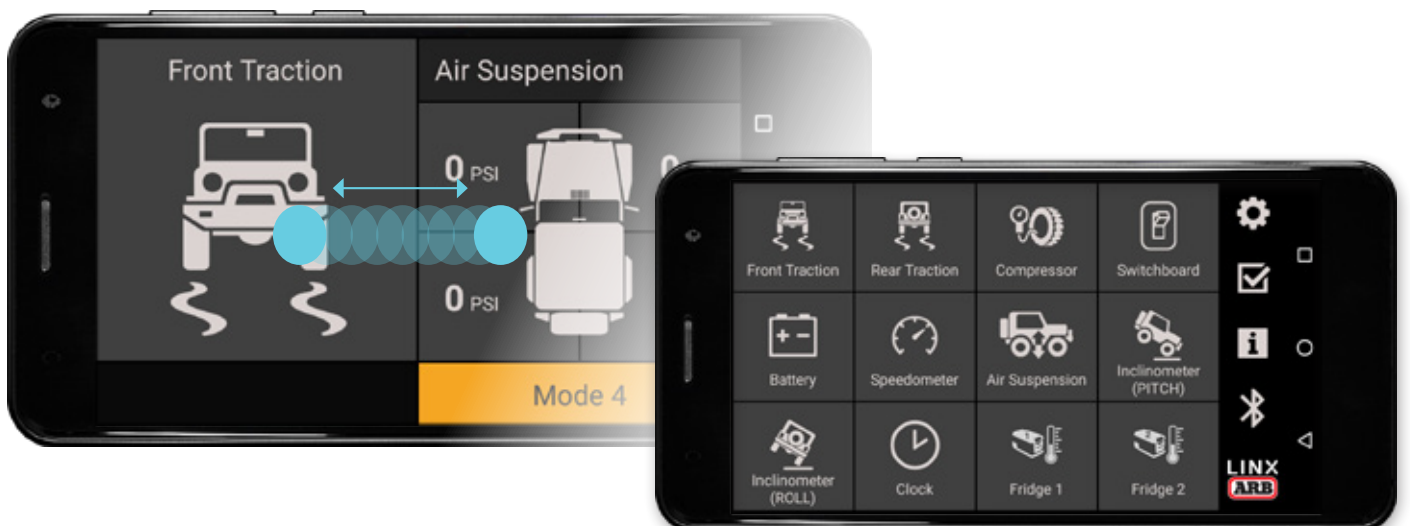 Front Traction
Air Suspension
0 PSI
0
0 PSI
Mode 4
Front Traction
Rear Traction
Compressor
Switchboard
Battery
Speedometer
Air Suspension
Inclinometer
(PITCH)
Inclinometer
(ROLL)
Clock
Fridge 1
Fridge 2
LINX
ARB